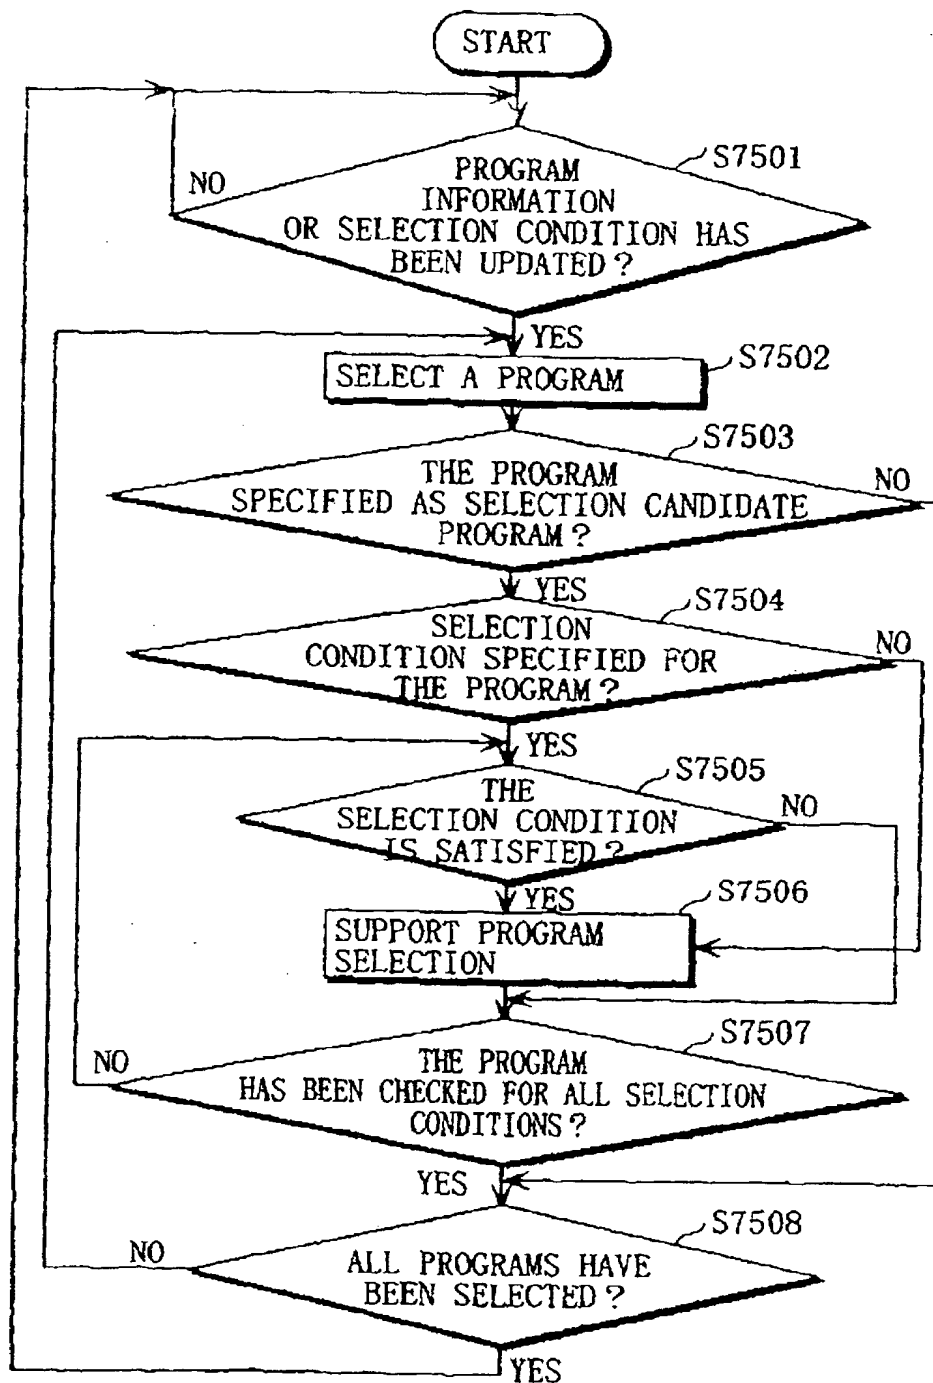 START
S7501
NO
PROGRAM
INFORMATION
OR SELECTION CONDITION HAS
BEEN UPDATED?
YES
S7502
SELECT A PROGRAM
S7503
THE PROGRAM
NO
SPECIFIED AS SELECTION CANDIDATE
PROGRAM?
YES
S7504
SELECTION
NO
CONDITION SPECIFIED FOR
THE PROGRAM?
YES
S7505
THE
NO
SELECTION CONDITION
IS SATISFIED?
YES
S7506
SUPPORT PROGRAM
SELECTION
S7507
NO
THE PROGRAM
HAS BEEN CHECKED FOR ALL SELECTION
CONDITIONS?
YES
S7508
NO
ALL PROGRAMS HAVE
BEEN SELECTED?
YES